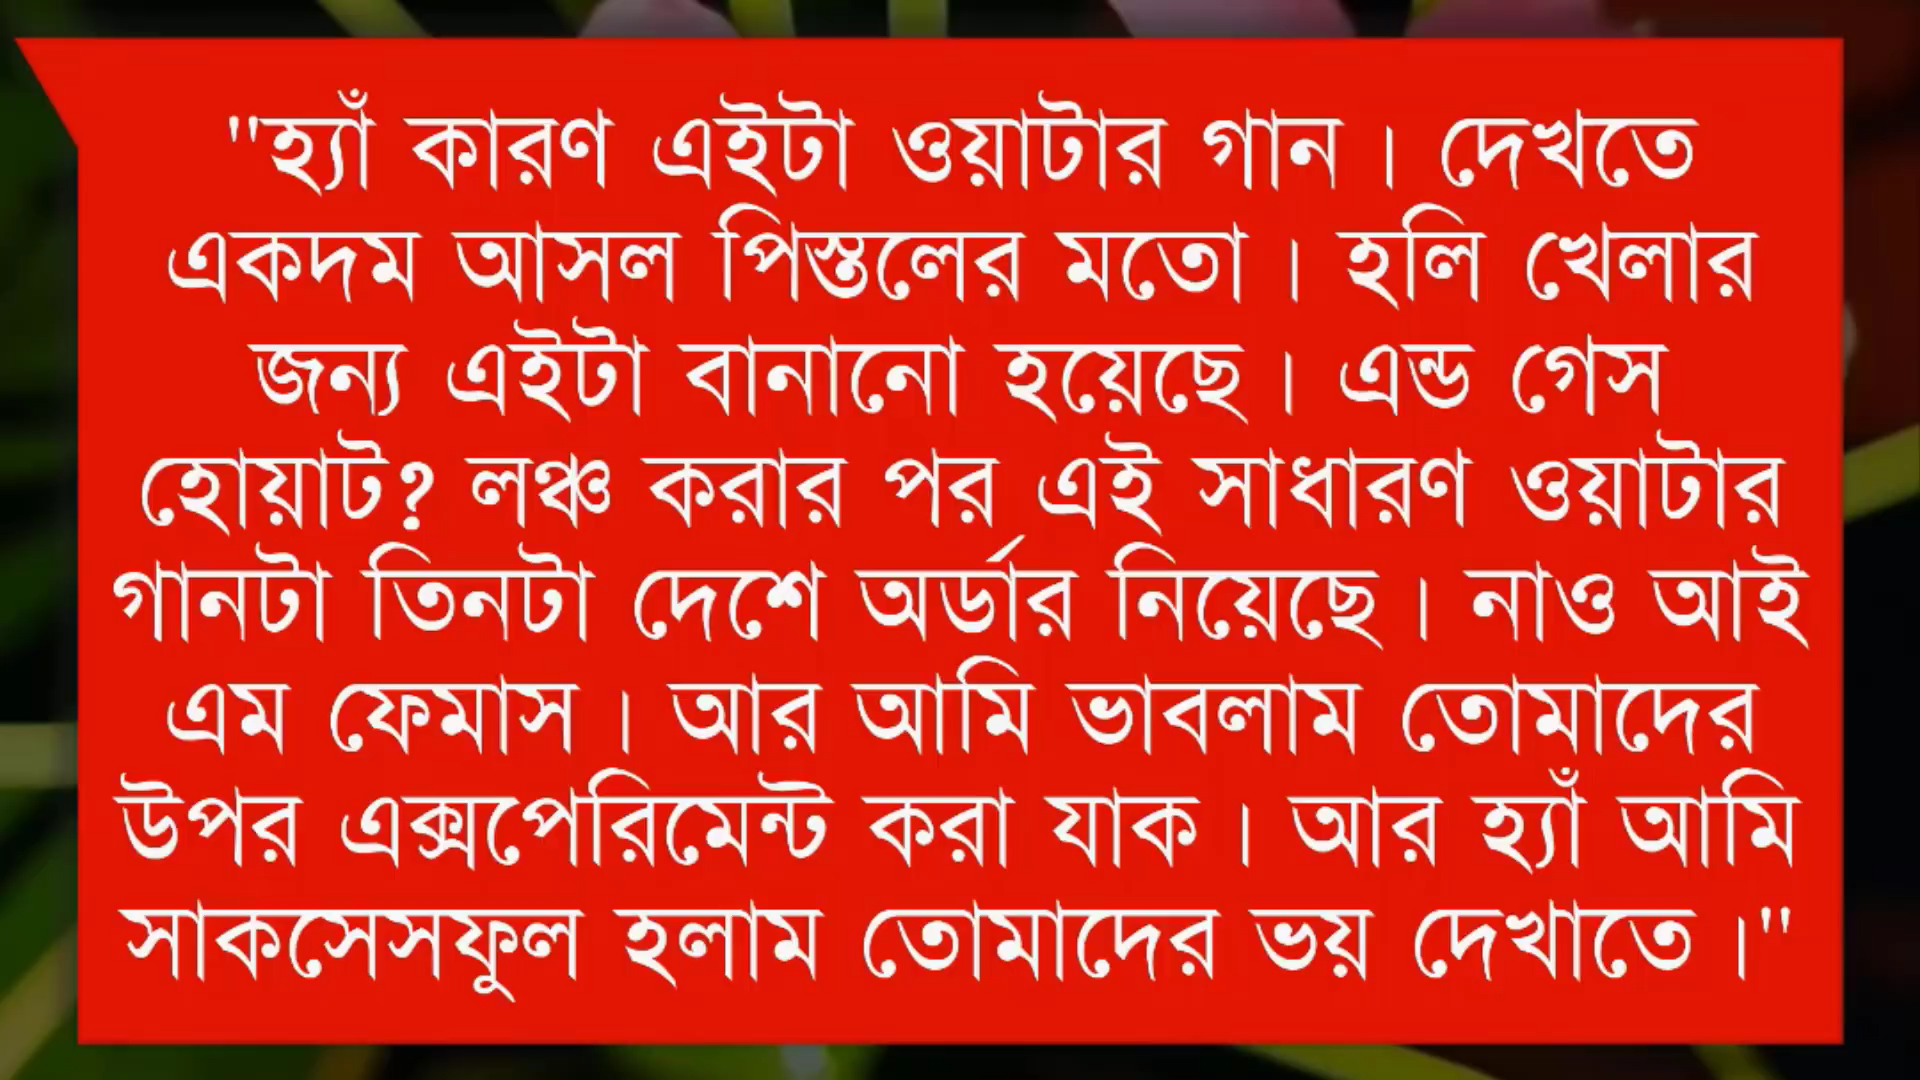 "হ্যাঁ কারণ এইটা ওয়াটার গান। দেখতে
একদম আসল পিস্তলের মতো। হলি খেলার
জন্য এইটা বানানো হয়েছে। এন্ড গেস
হোয়াট? লঞ্চ করার পর এই সাধারণ ওয়াটার
গানটা তিনটা দেশে অর্ডার নিয়েছে। নাও আই
এম ফেমাস। আর আমি ভাবলাম তোমাদের
উপর এক্সপেরিমেন্ট করা যাক। আর হ্যাঁ আমি
সাকসেসফুল হলাম তোমাদের ভয় দেখাতে।"